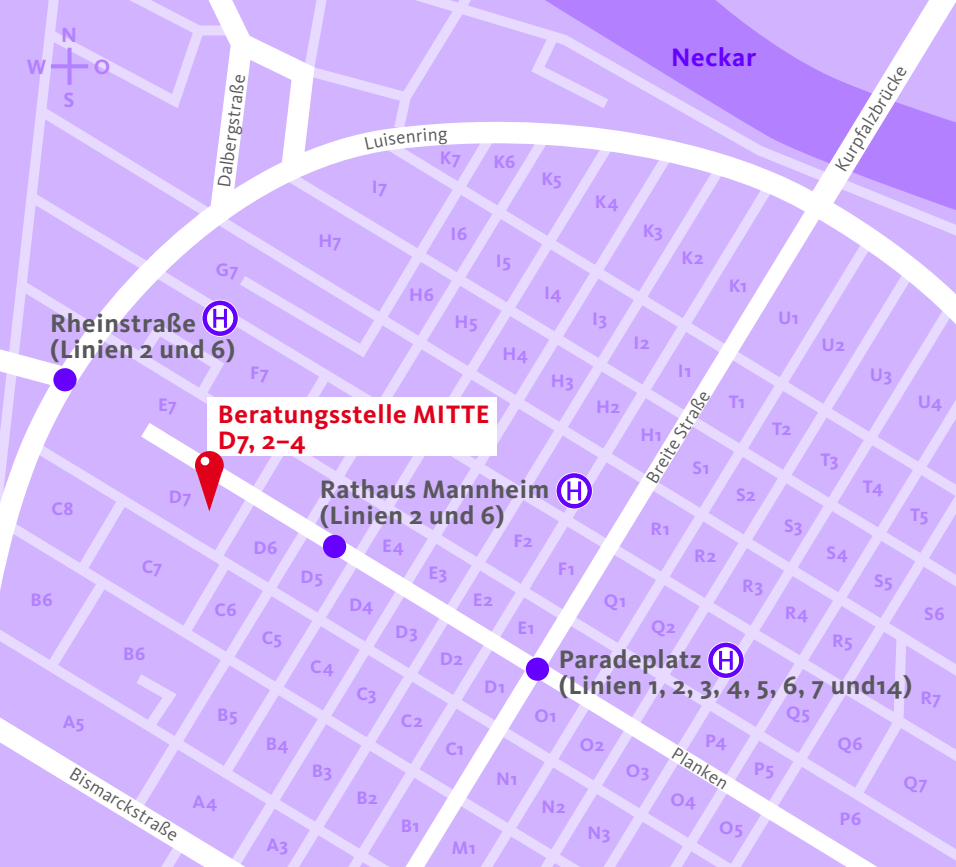 N
W O
S
Neckar
Kurpfalzbrücke
Dalbergstraße
Luisenring
K7
K6
K5
K4
K3
K2
K1
I7
I6
I5
I4
I3
I2
I1
H7
H6
H5
H4
H3
H2
H1
G7
U1
U2
U3
U4
Rheinstraße H
(Linien 2 und 6)
F7
E7
T1
T2
T3
T4
T5
Breite Straße
Beratungsstelle MITTE
D7, 2–4
Rathaus Mannheim H
(Linien 2 und 6)
S1
S2
S3
S4
S5
S6
C8
D7
D6
D5
D4
D3
D2
D1
E4
E3
E2
E1
F2
F1
R1
R2
R3
R4
R5
R7
Q1
Q2
Paradeplatz H
(Linien 1, 2, 3, 4, 5, 6, 7 und14)
Q5
Q6
Q7
B6
C7
C6
C5
C4
C3
C2
C1
B6
B5
B4
B3
B2
B1
A5
A4
A3
Bismarckstraße
O1
O2
O3
O4
O5
P4
P5
P6
Planken
N1
N2
N3
M1